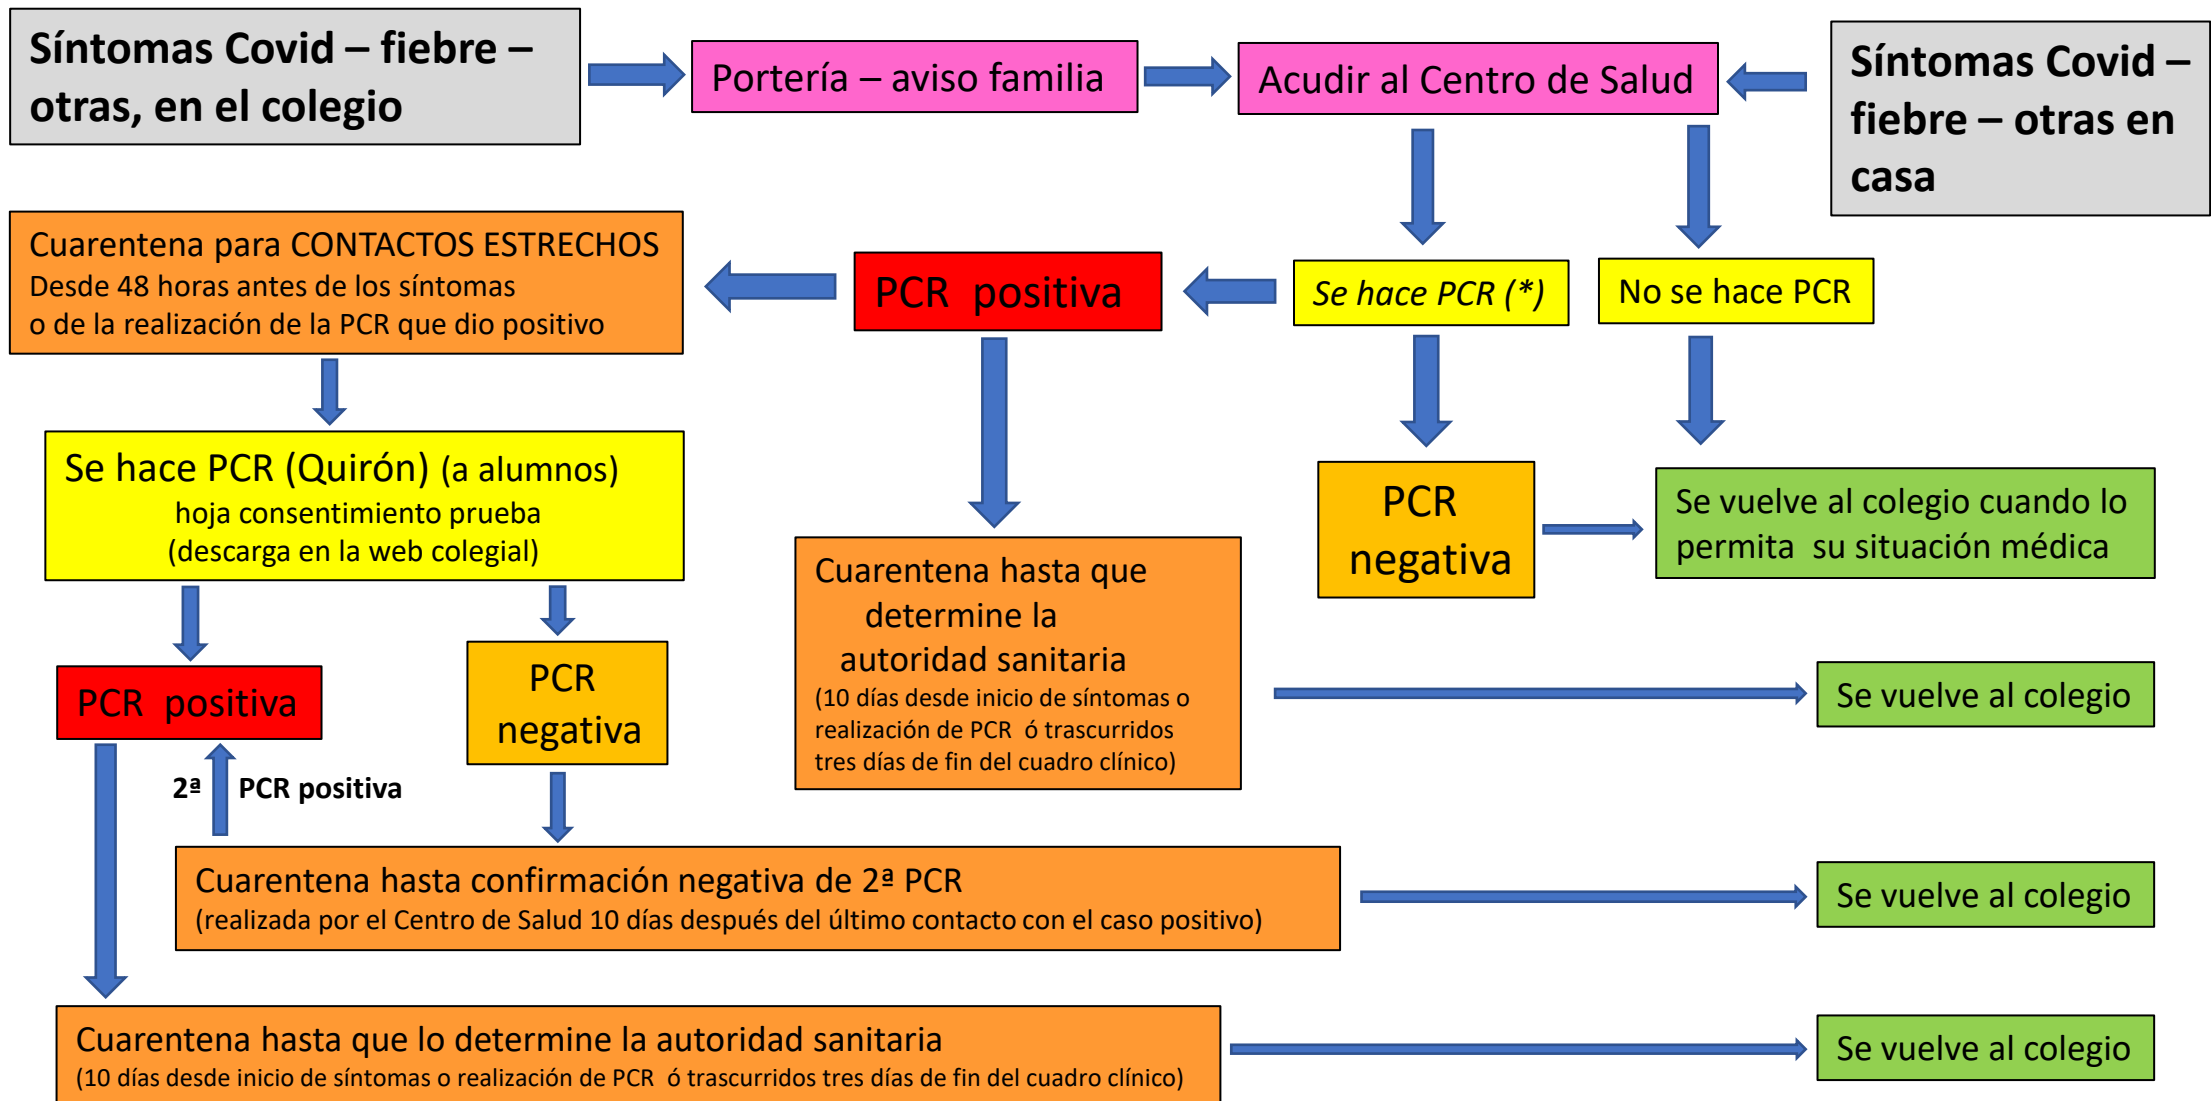 Síntomas Covid – fiebre –
otras, en el colegio
Portería – aviso familia
Acudir al Centro de Salud
Síntomas Covid –
fiebre – otras en
casa
Cuarentena para CONTACTOS ESTRECHOS
Desde 48 horas antes de los síntomas
o de la realización de la PCR que dio positivo
PCR positiva
Se hace PCR (*)
No se hace PCR
Se hace PCR (Quirón) (a alumnos)
hoja consentimiento prueba
(descarga en la web colegial)
PCR
negativa
Se vuelve al colegio cuando lo
permita su situación médica
Cuarentena hasta que
determine la
autoridad sanitaria
(10 días desde inicio de síntomas o
realización de PCR ó trascurridos
tres días de fin del cuadro clínico)
Se vuelve al colegio
PCR positiva
PCR
negativa
2ª PCR positiva
Cuarentena hasta confirmación negativa de 2ª PCR
(realizada por el Centro de Salud 10 días después del último contacto con el caso positivo)
Se vuelve al colegio
Cuarentena hasta que lo determine la autoridad sanitaria
(10 días desde inicio de síntomas o realización de PCR ó trascurridos tres días de fin del cuadro clínico)
Se vuelve al colegio